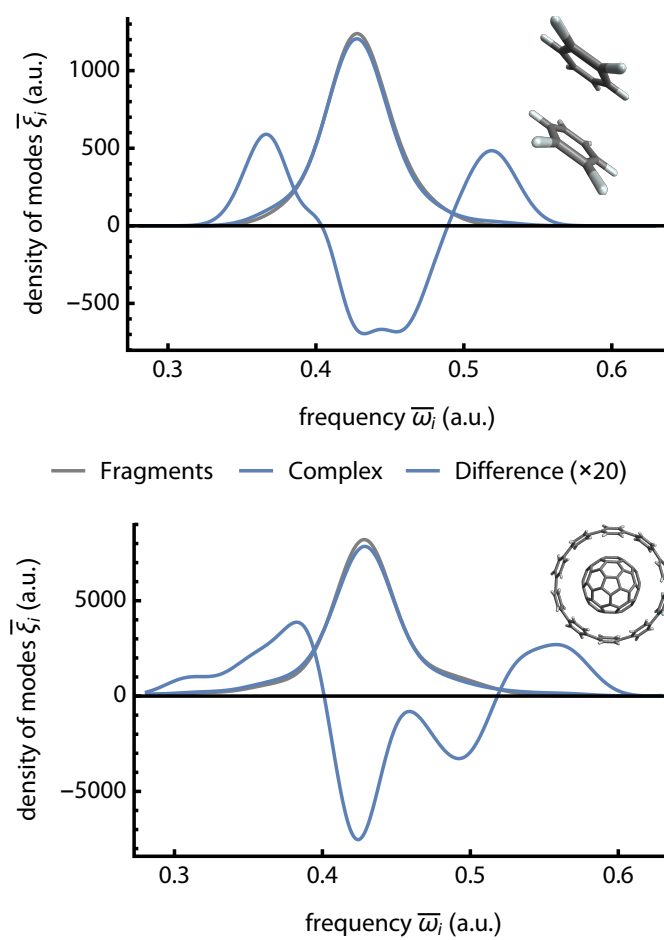 density of modes ξ̅ᵢ (a.u.)
1000
500
0
−500
0.3 0.4 0.5 0.6
frequency ω̅ᵢ (a.u.)
Fragments Complex Difference (×20)
density of modes ξ̅ᵢ (a.u.)
5000
0
−5000
0.3 0.4 0.5 0.6
frequency ω̅ᵢ (a.u.)